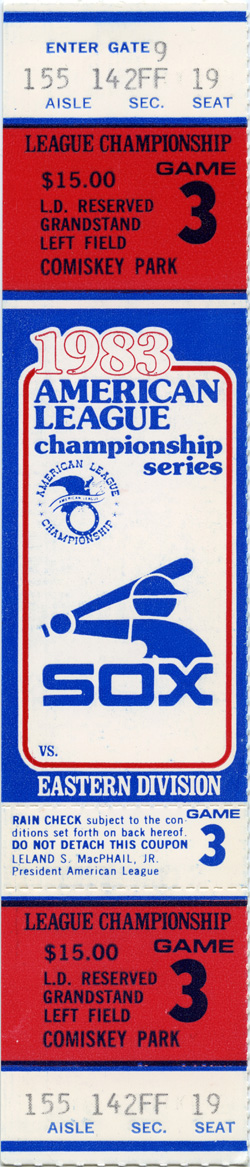 ENTER GATE 9
155 142FF 19
AISLE SEC. SEAT
LEAGUE CHAMPIONSHIP
GAME
$15.00 3
L.D. RESERVED
GRANDSTAND
LEFT FIELD
COMISKEY PARK
1983
AMERICAN
LEAGUE
championship
series
AMERICAN LEAGUE
AMERICAN LEAGUE
CHAMPIONSHIP
SOX
VS.
EASTERN DIVISION
RAIN CHECK subject to the con-
ditions set forth on back hereof.
DO NOT DETACH THIS COUPON
LELAND S. MacPHAIL, JR.
President American League
GAME
3
LEAGUE CHAMPIONSHIP
GAME
$15.00 3
L.D. RESERVED
GRANDSTAND
LEFT FIELD
COMISKEY PARK
155 142FF 19
AISLE SEC. SEAT